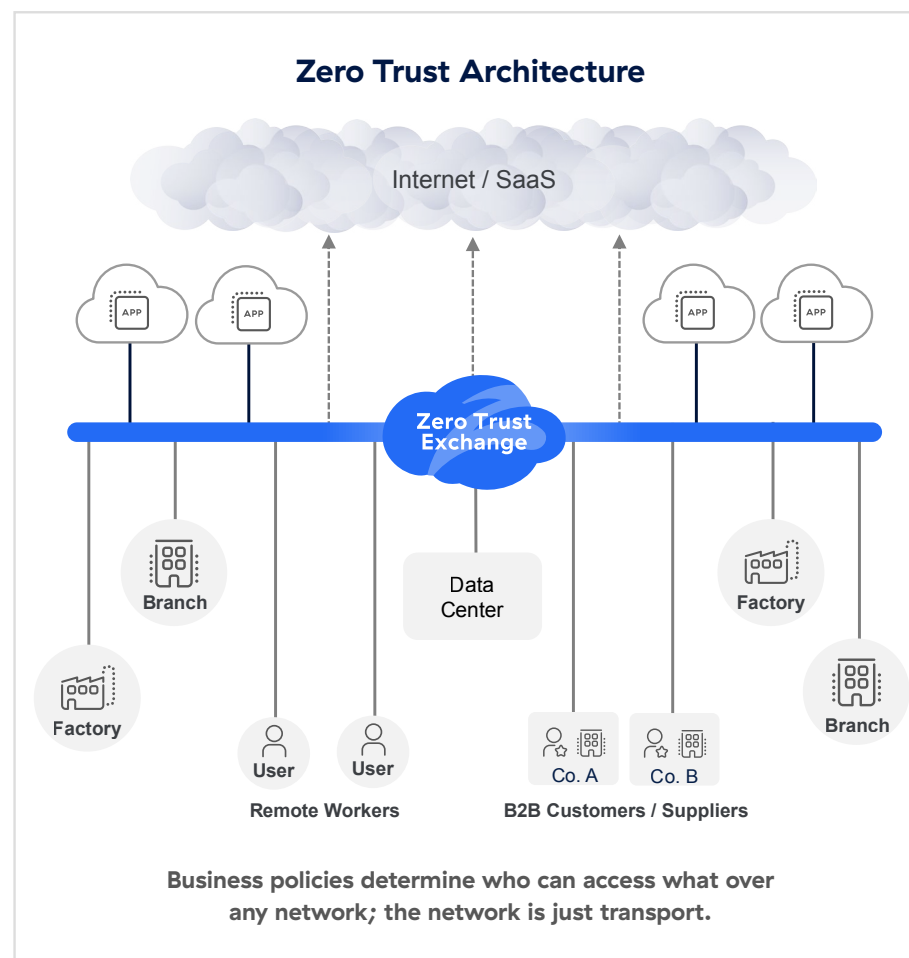 Zero Trust Architecture
Internet / SaaS
APP
APP
APP
APP
Zero Trust
Exchange
Branch
Factory
Data
Center
Factory
Branch
User
User
Remote Workers
Co. A
Co. B
B2B Customers / Suppliers
Business policies determine who can access what over
any network; the network is just transport.